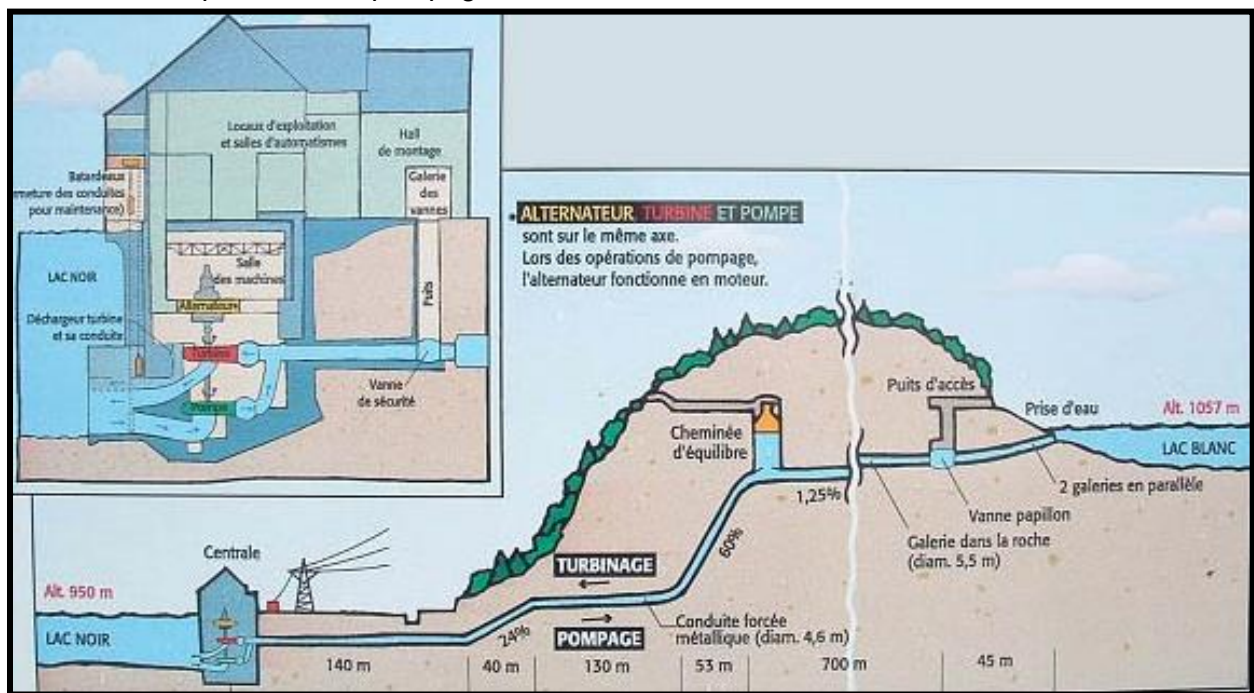 Locaux d'exploitation
et salles d'automatismes
Hall
de montage
Batardeaux
meture des conduites
pour maintenance)
Galerie
des
vannes
LAC NOIR
Salle
des machines
Puits
Alternateur
Déchargeur turbine
et sa conduite
Turbine
Pompe
Vanne
de sécurité
• ALTERNATEUR, TURBINE ET POMPE
sont sur le même axe.
Lors des opérations de pompage,
l'alternateur fonctionne en moteur.
Puits d'accès
Prise d'eau
Alt. 1057 m
Cheminée
d'équilibre
LAC BLANC
1,25%
2 galeries en parallèle
Vanne papillon
Galerie dans la roche
(diam. 5,5 m)
60%
Centrale
TURBINAGE
Alt. 950 m
Conduite forcée
métallique (diam. 4,6 m)
LAC NOIR
24%
POMPAGE
140 m
40 m
130 m
53 m
700 m
45 m